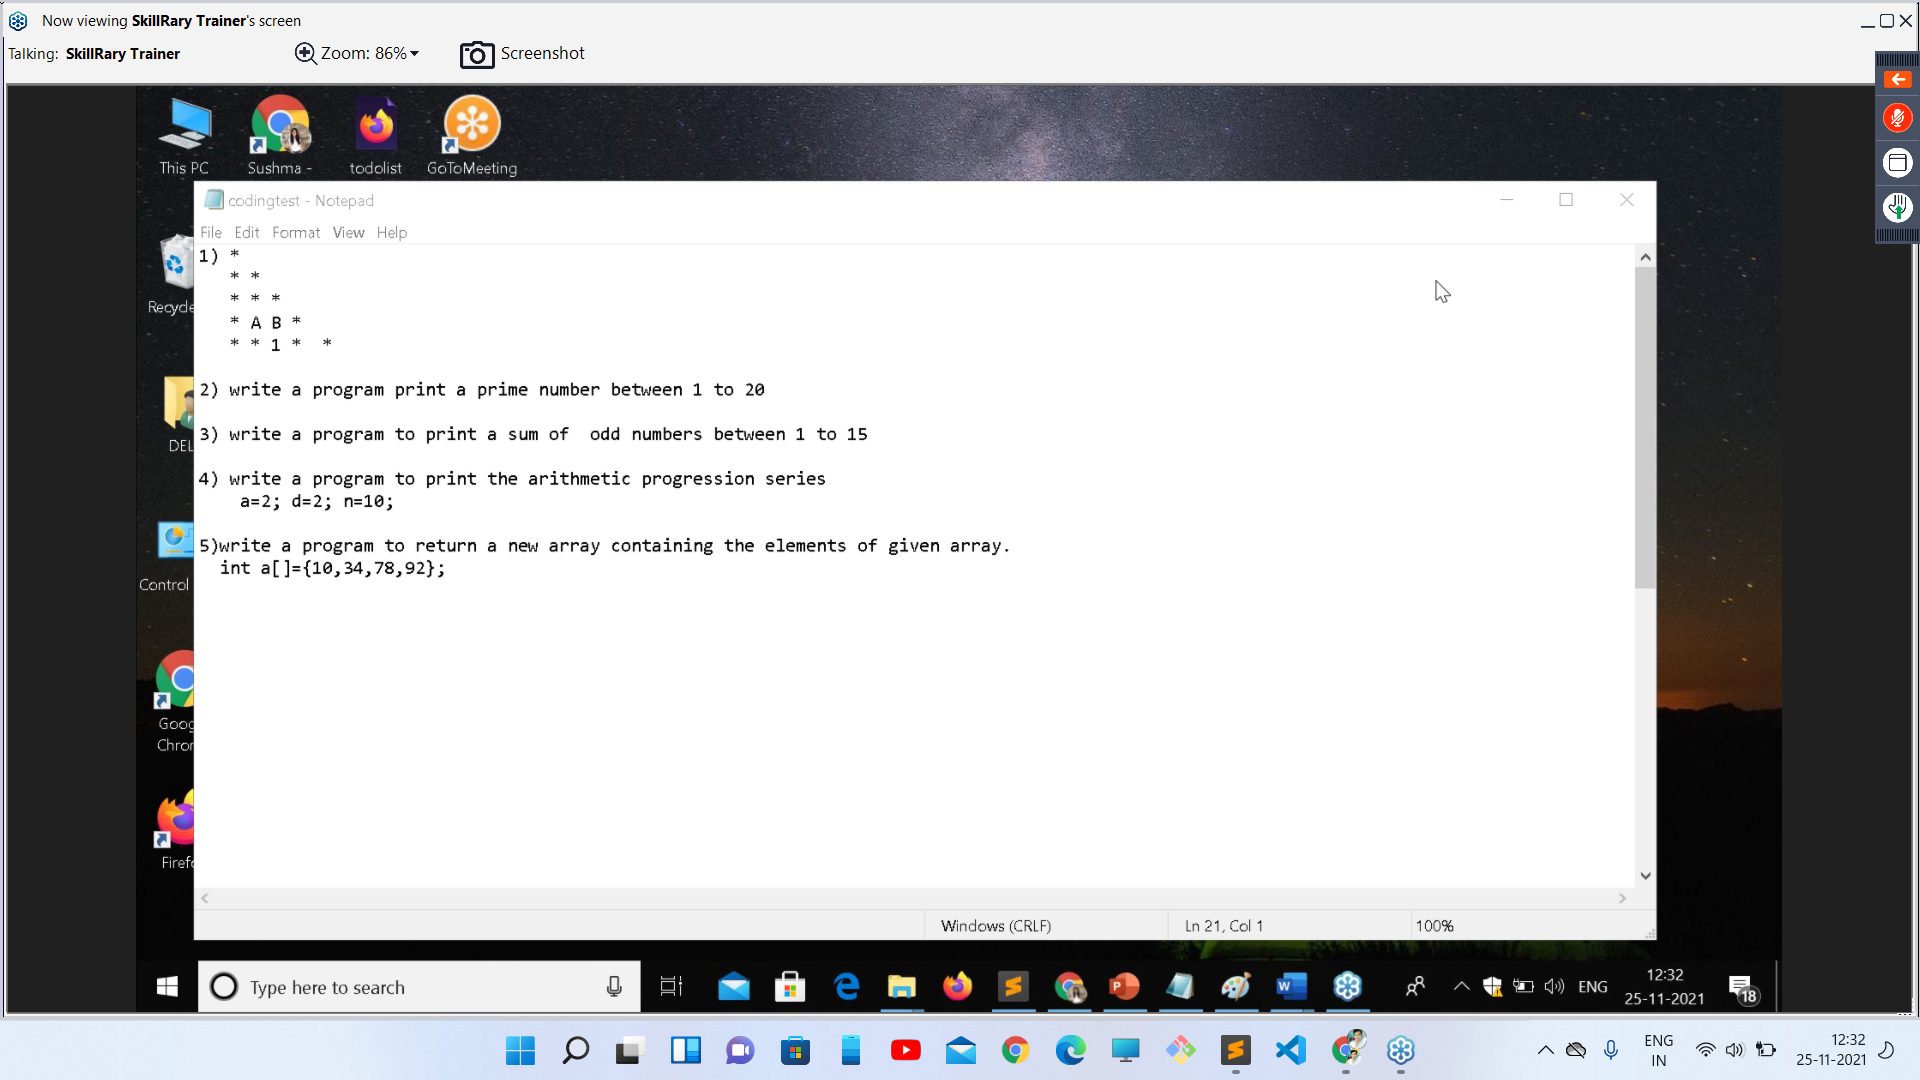 Now viewing SkillRary Trainer's screen
Talking: SkillRary Trainer
Zoom: 86%
Screenshot
This PC
Sushma -
todolist
GoToMeeting
codingtest - Notepad
File Edit Format View Help
1) *
* *
* * *
* A B *
* * 1 * *
2) write a program print a prime number between 1 to 20
3) write a program to print a sum of odd numbers between 1 to 15
4) write a program to print the arithmetic progression series
a=2; d=2; n=10;
5)write a program to return a new array containing the elements of given array.
int a[]={10,34,78,92};
Recycle
DEL
Control
Goog
Chror
Firefo
Windows (CRLF)
Ln 21, Col 1
100%
Type here to search
ENG
12:32
25-11-2021
18
ENG
IN
12:32
25-11-2021